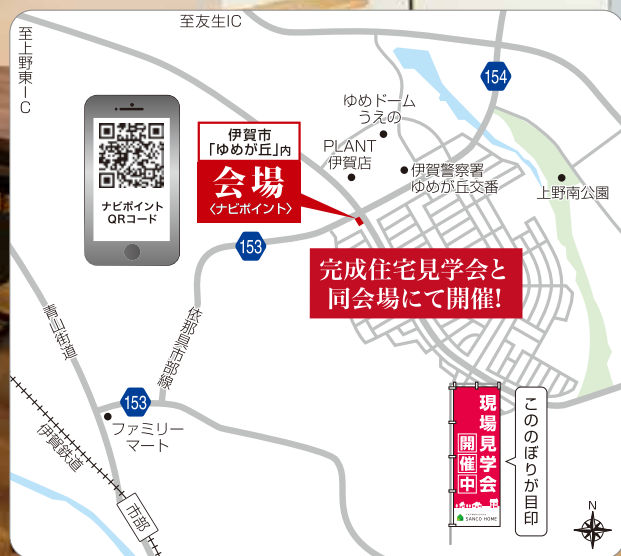 至友生IC
至上野東IC
154
ゆめドーム
うえの
PLANT
伊賀店
伊賀警察署
ゆめが丘交番
上野南公園
伊賀市
「ゆめが丘」内
会場
〈ナビポイント〉
ナビポイント
QRコード
153
完成住宅見学会と
同会場にて開催!
青山街道
依那具市部線
153
ファミリー
マート
伊賀鉄道
市部
現場見学会
開催中
SANCO HOME
こののぼりが目印
N